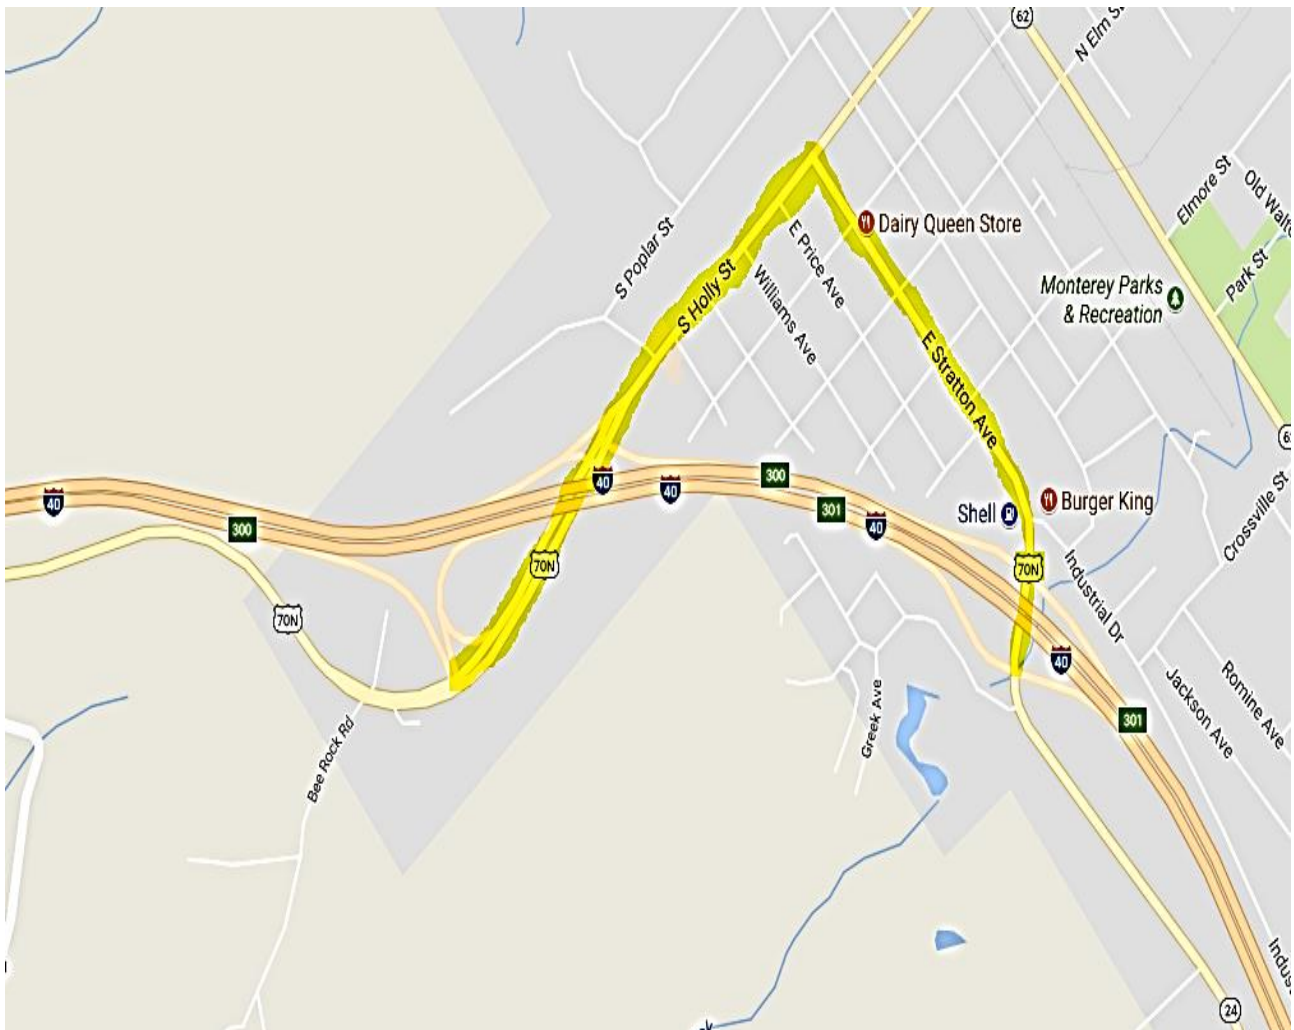 62
N Elm St
Elmore St
Old Walto
Park St
Dairy Queen Store
E Price Ave
S Poplar St
Williams Ave
S Holly St
Monterey Parks
& Recreation
E Stratton Ave
Crossville St
40
40
40
300
300
301
40
Shell
Burger King
70N
70N
70N
Industrial Dr
40
Jackson Ave
Romine Ave
Greek Ave
301
Bee Rock Rd
Indus
24